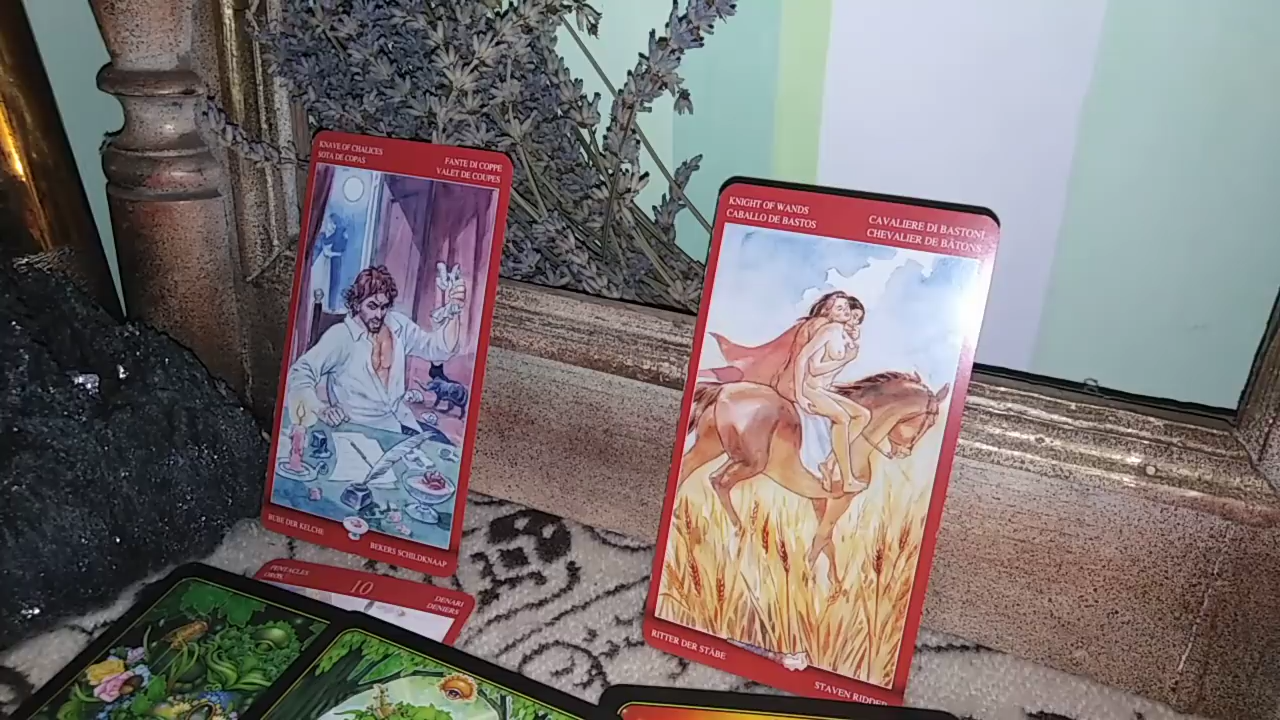 KNAVE OF CHALICES
SOTA DE COPAS
FANTE DI COPPE
VALET DE COUPES
BUBE DER KELCHE
BEKERS SCHILDKNAAP
KNIGHT OF WANDS
CABALLO DE BASTOS
CAVALIERE DI BASTONI
CHEVALIER DE BÂTONS
RITTER DER STÄBE
STAVEN RIDDER
PENTACLES
OROS
10
DENARI
DENIERS